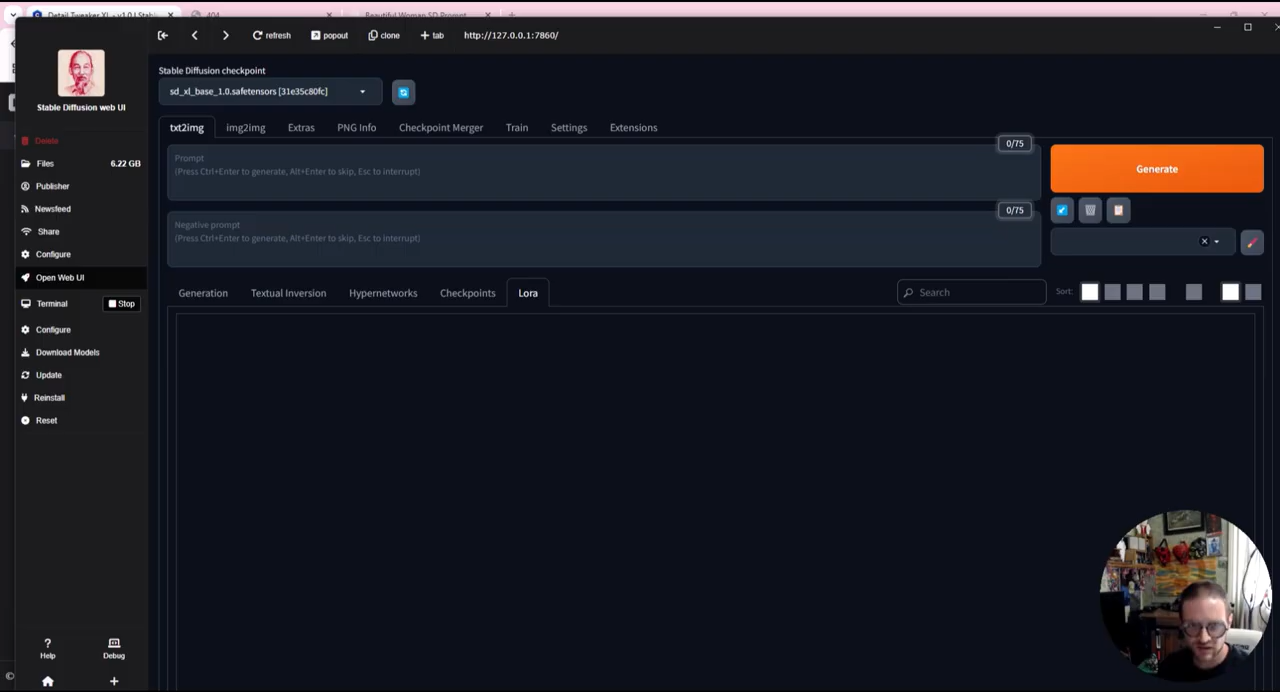 Detail Tweaker XL - v1.0 | Stabl
404
Beautiful Woman SD Prompt
refresh
popout
clone
tab
http://127.0.0.1:7860/
Stable Diffusion web UI
Delete
Files
6.22 GB
Publisher
Newsfeed
Share
Configure
Open Web UI
Terminal
Stop
Configure
Download Models
Update
Reinstall
Reset
Help
Debug
Stable Diffusion checkpoint
sd_xl_base_1.0.safetensors [31e35c80fc]
txt2img
img2img
Extras
PNG Info
Checkpoint Merger
Train
Settings
Extensions
0/75
Prompt
(Press Ctrl+Enter to generate, Alt+Enter to skip, Esc to interrupt)
Generate
0/75
Negative prompt
(Press Ctrl+Enter to generate, Alt+Enter to skip, Esc to interrupt)
Generation
Textual Inversion
Hypernetworks
Checkpoints
Lora
Search
Sort: